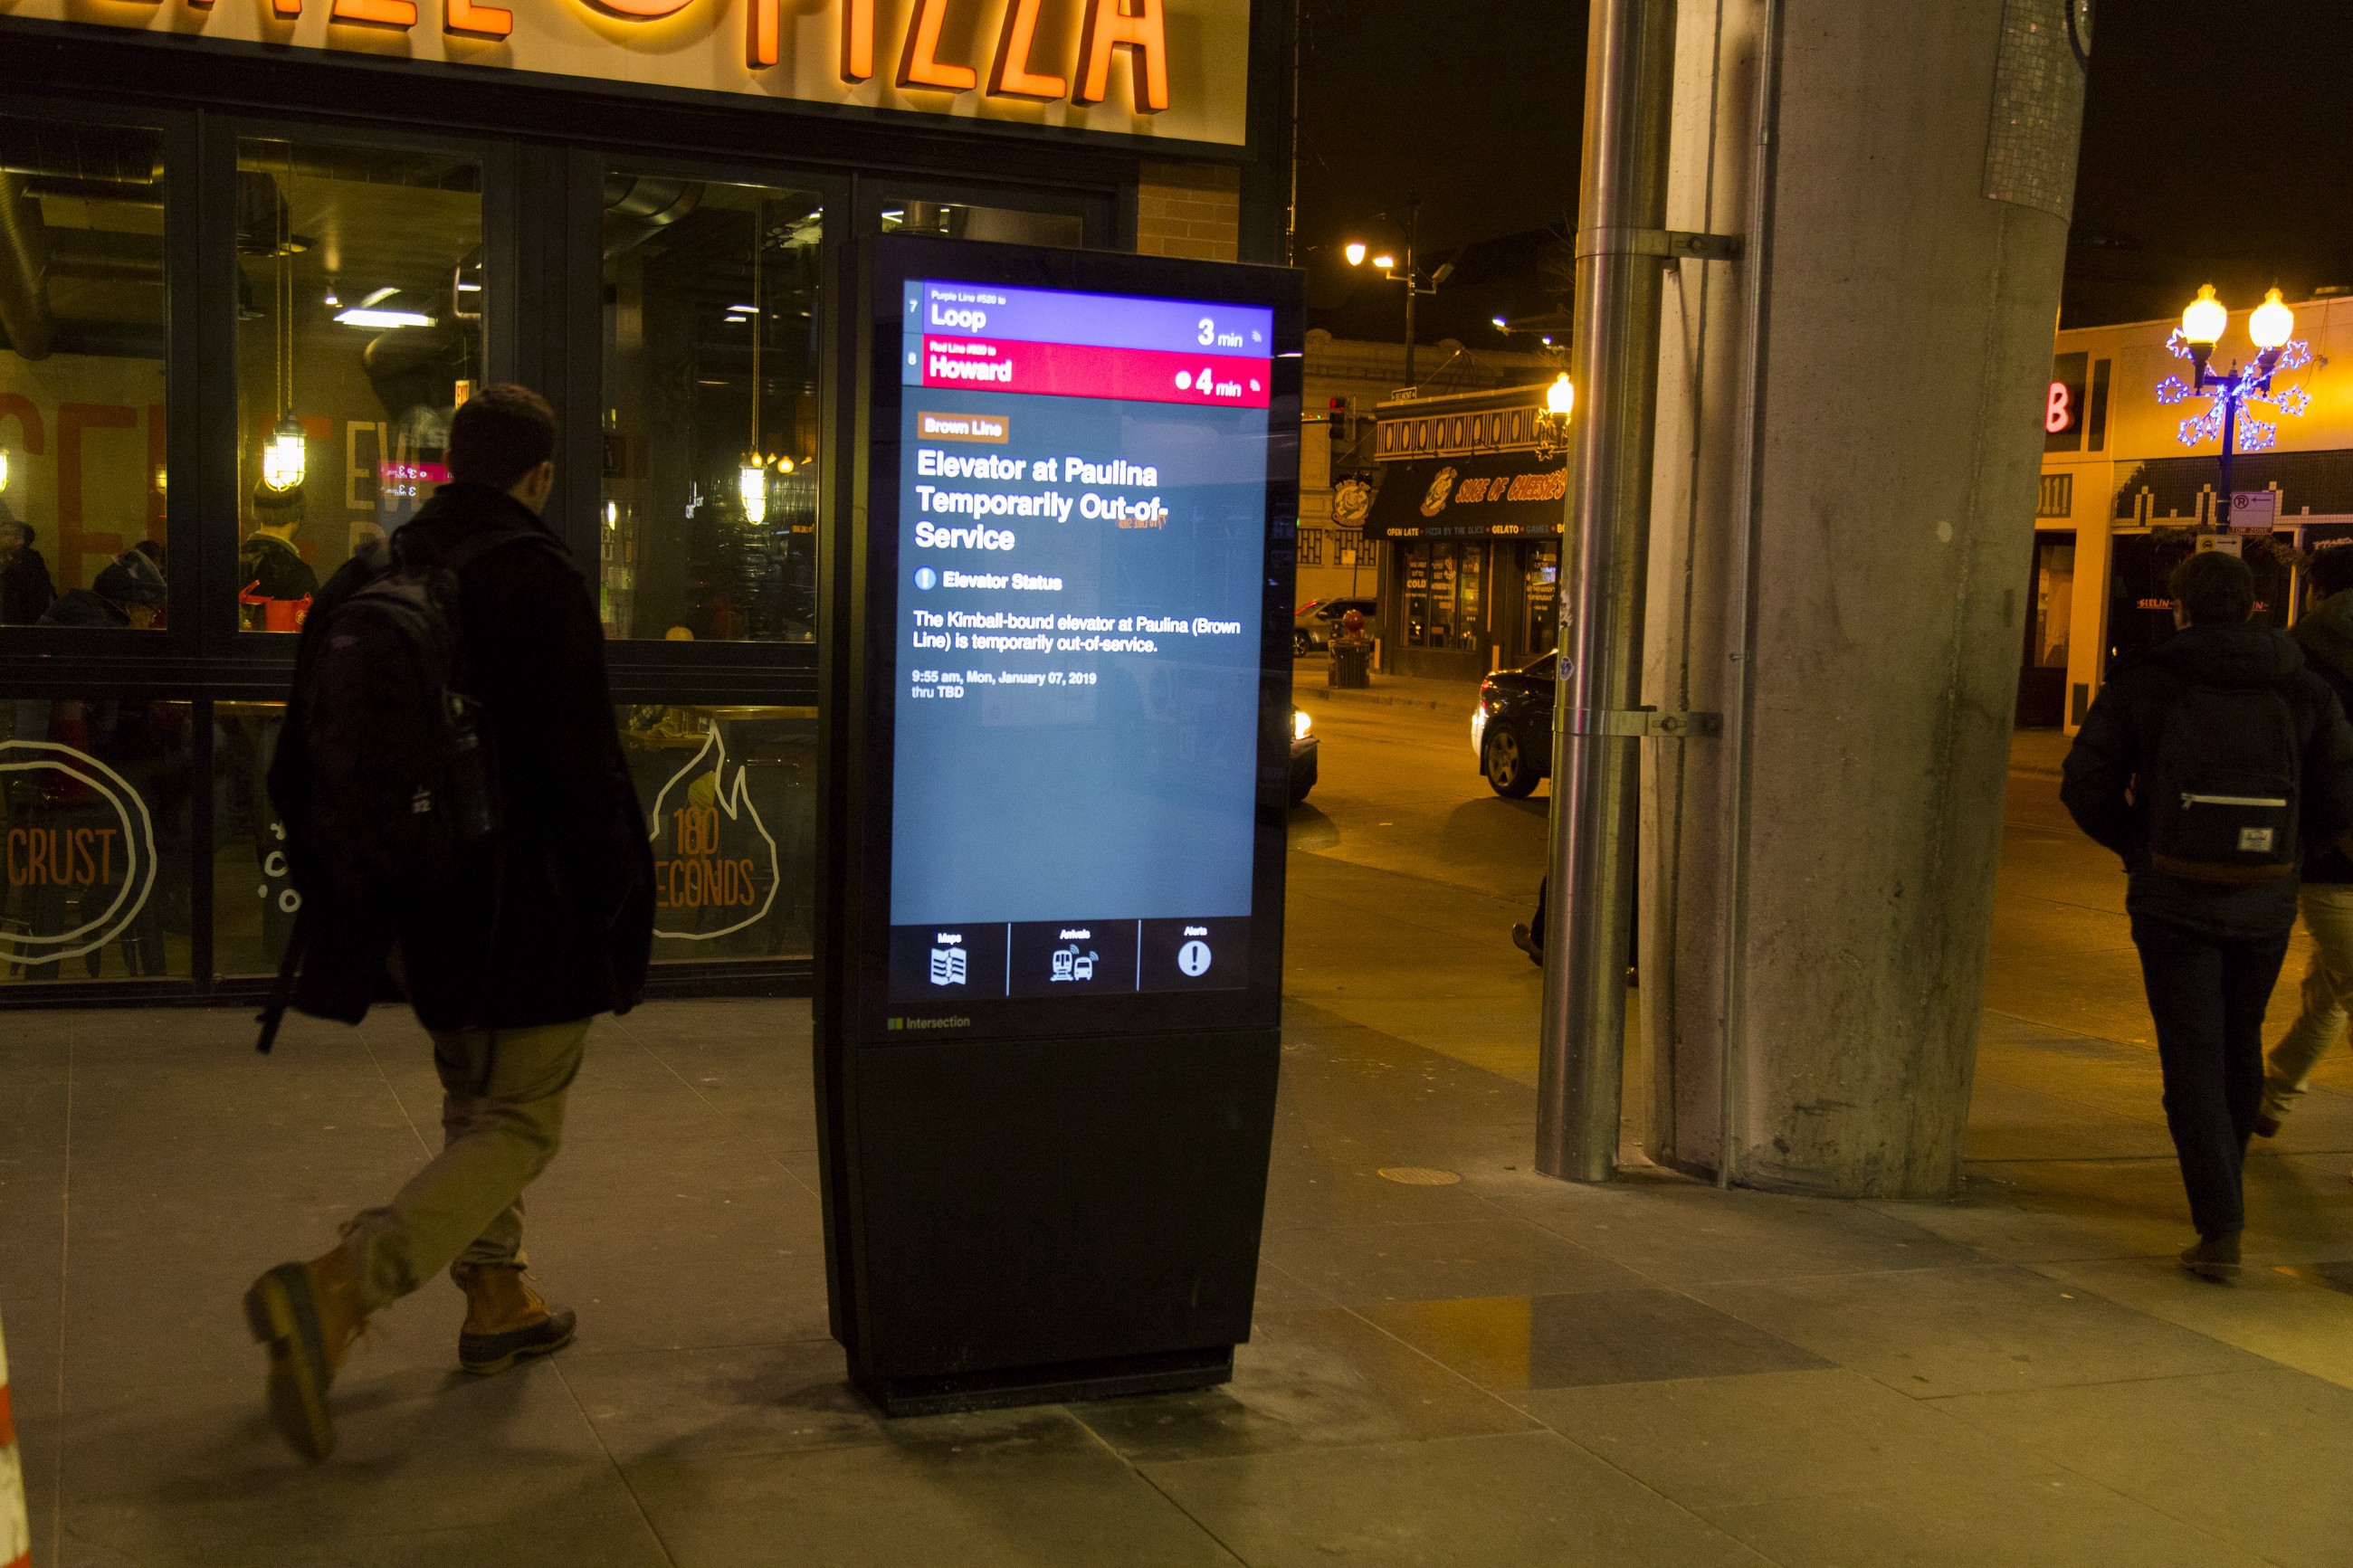 PIZZA
7
Purple Line #520 to
Loop
3 min
8
Howard
4 min
Brown Line
Elevator at Paulina
Temporarily Out-of-
Service
Elevator Status
The Kimball-bound elevator at Paulina (Brown
Line) is temporarily out-of-service.
9:55 am, Mon, January 07, 2019
thru TBD
Maps
Arrivals
Alerts
Intersection
CRUST
180
SLICE OF CHEESE'S
OPEN LATE • PIZZA BY THE SLICE • GELATO • GAMES
COLD
EXIT
B